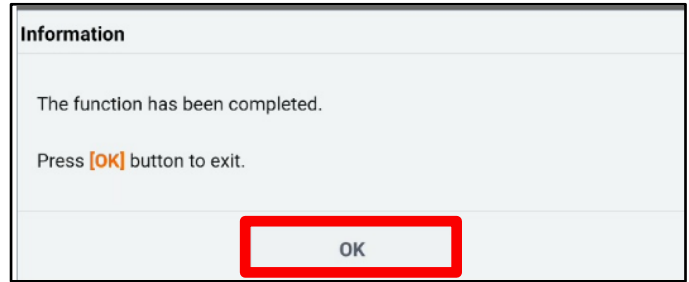 Information
The function has been completed.
Press [OK] button to exit.
OK